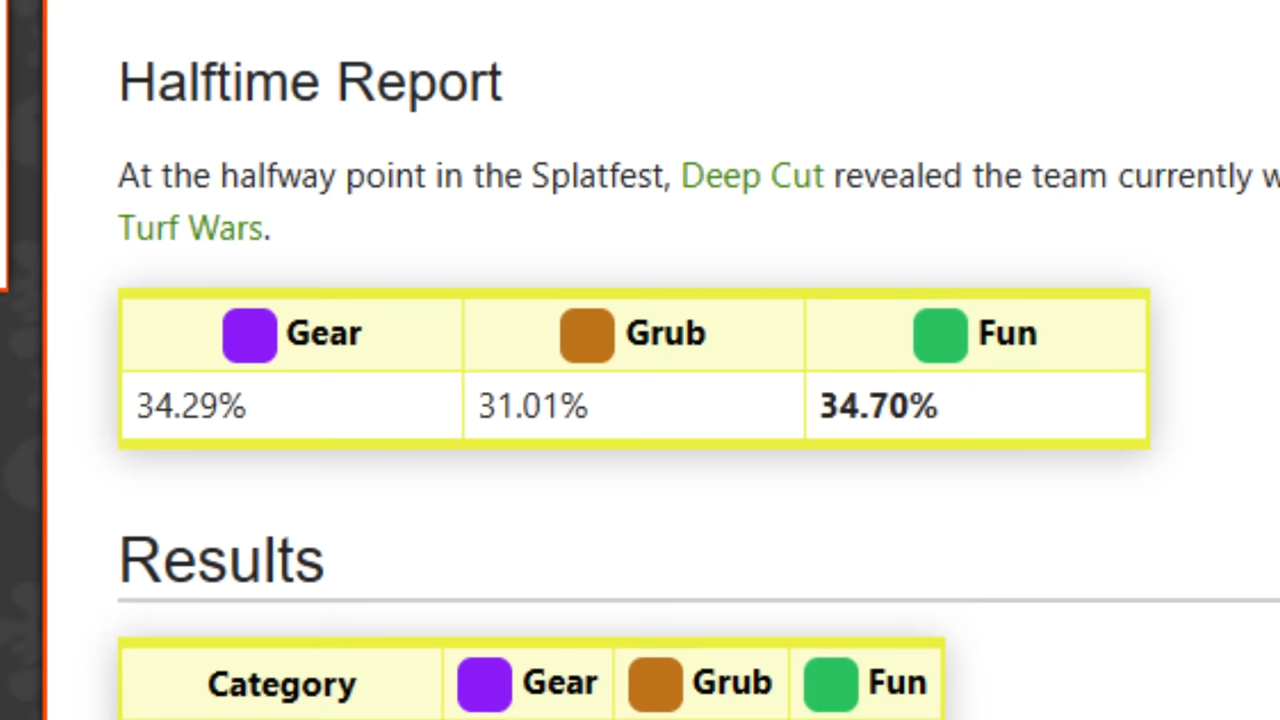 Halftime Report
At the halfway point in the Splatfest, Deep Cut revealed the team currently
Turf Wars.
Gear Grub Fun
34.29% 31.01% 34.70%
Results
Category Gear Grub Fun